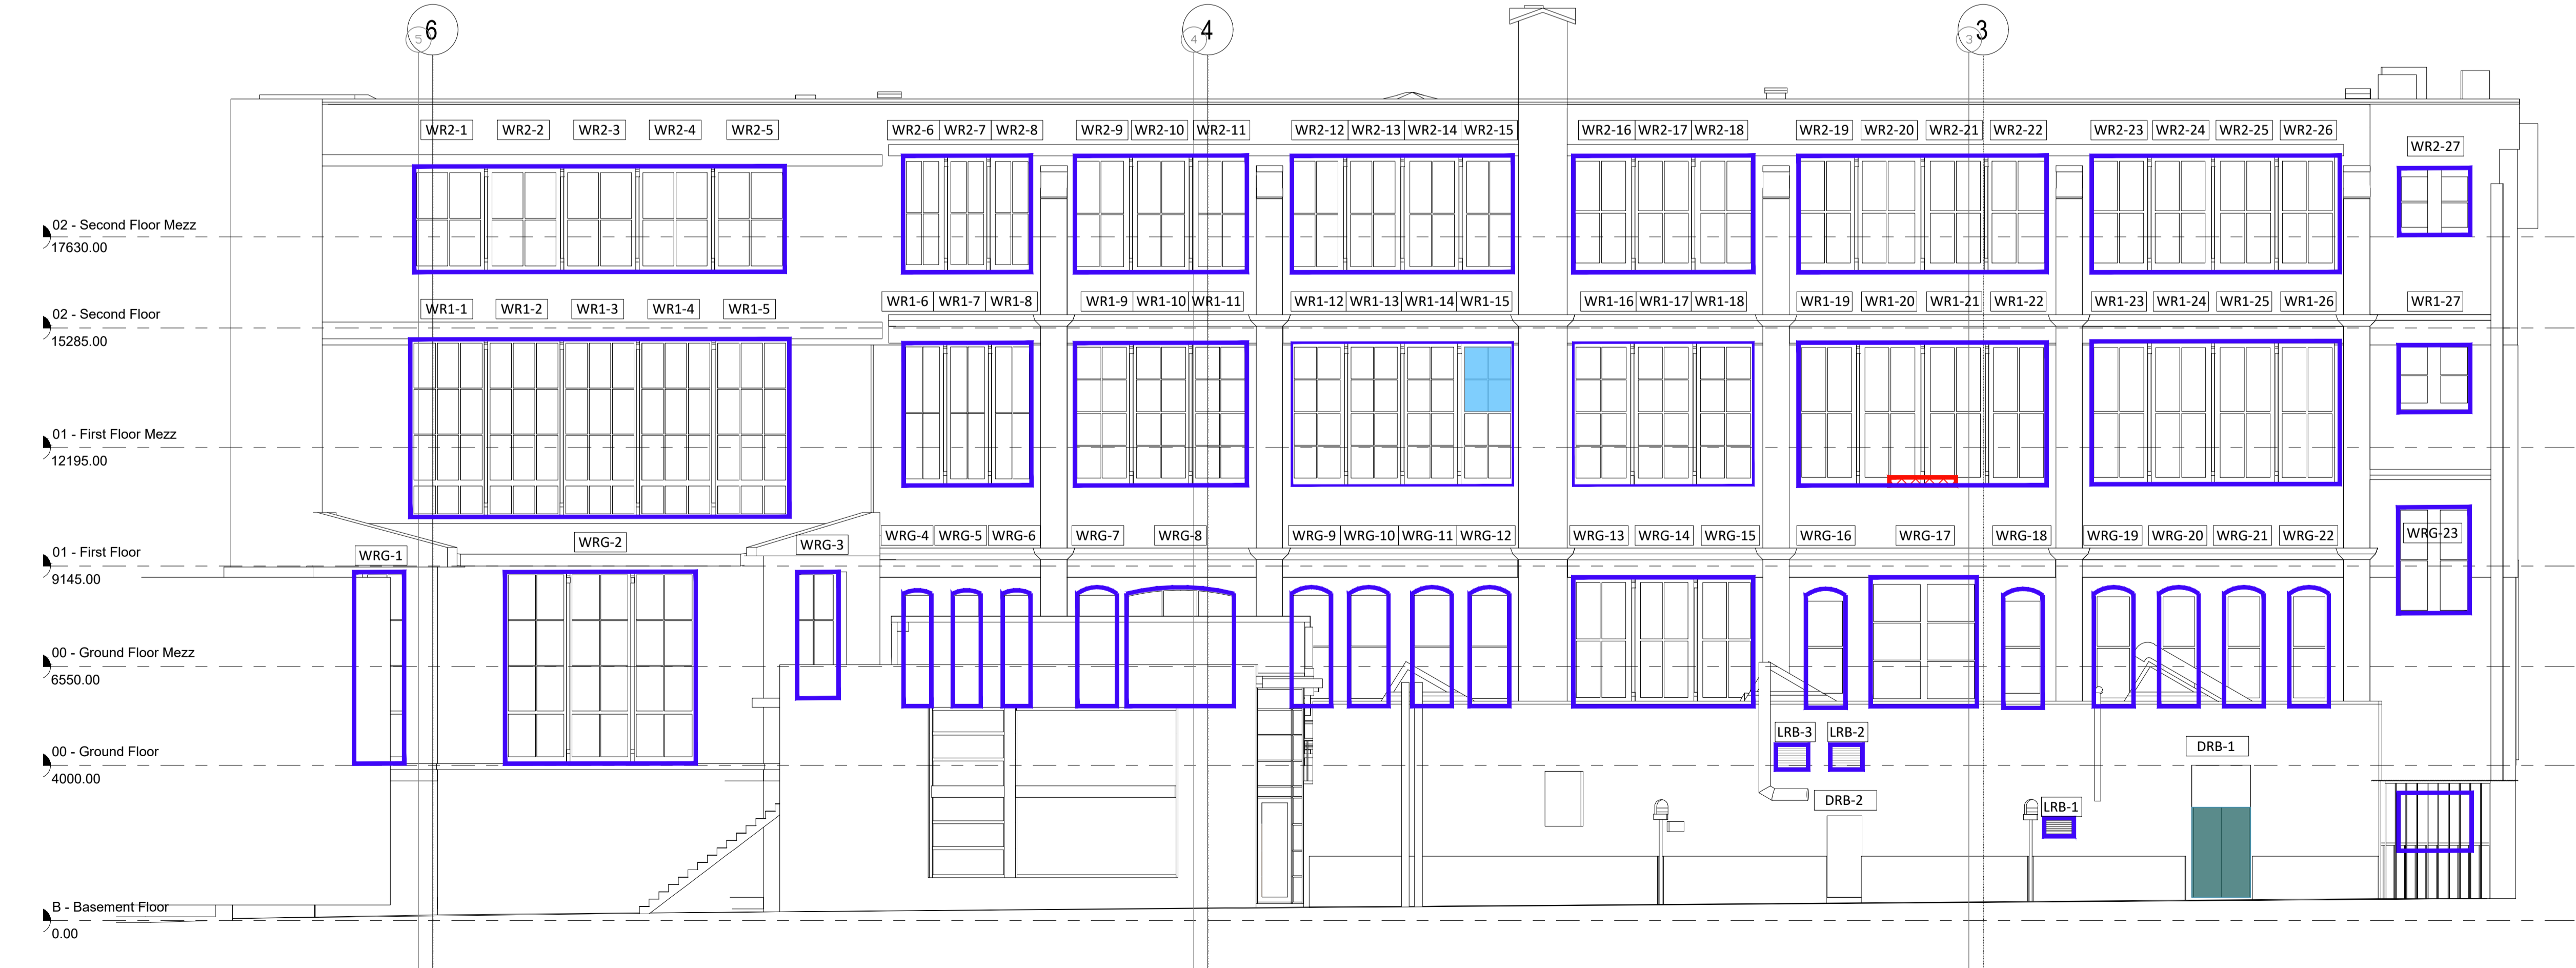 6 4 3
5 4 3
WR2-1 WR2-2 WR2-3 WR2-4 WR2-5 WR2-6 WR2-7 WR2-8 WR2-9 WR2-10 WR2-11 WR2-12 WR2-13 WR2-14 WR2-15 WR2-16 WR2-17 WR2-18 WR2-19 WR2-20 WR2-21 WR2-22 WR2-23 WR2-24 WR2-25 WR2-26
WR2-27
02 - Second Floor Mezz
17630.00
WR1-1 WR1-2 WR1-3 WR1-4 WR1-5 WR1-6 WR1-7 WR1-8 WR1-9 WR1-10 WR1-11 WR1-12 WR1-13 WR1-14 WR1-15 WR1-16 WR1-17 WR1-18 WR1-19 WR1-20 WR1-21 WR1-22 WR1-23 WR1-24 WR1-25 WR1-26 WR1-27
02 - Second Floor
15285.00
01 - First Floor Mezz
12195.00
WRG-1 WRG-2 WRG-3 WRG-4 WRG-5 WRG-6 WRG-7 WRG-8 WRG-9 WRG-10 WRG-11 WRG-12 WRG-13 WRG-14 WRG-15 WRG-16 WRG-17 WRG-18 WRG-19 WRG-20 WRG-21 WRG-22 WRG-23
01 - First Floor
9145.00
00 - Ground Floor Mezz
6550.00
LRB-3 LRB-2
DRB-1
00 - Ground Floor
4000.00
DRB-2
LRB-1
B - Basement Floor
0.00